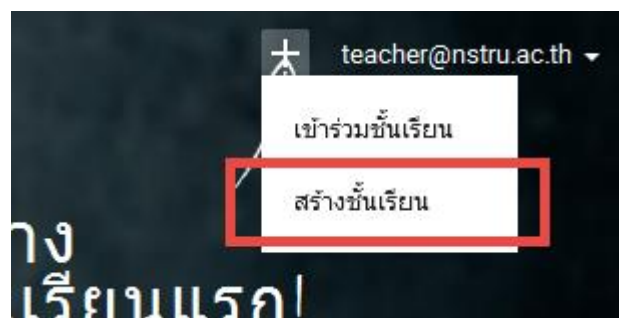 teacher@nstru.ac.th
เข้าร่วมชั้นเรียน
สร้างชั้นเรียน
าง
เรียนแรก!